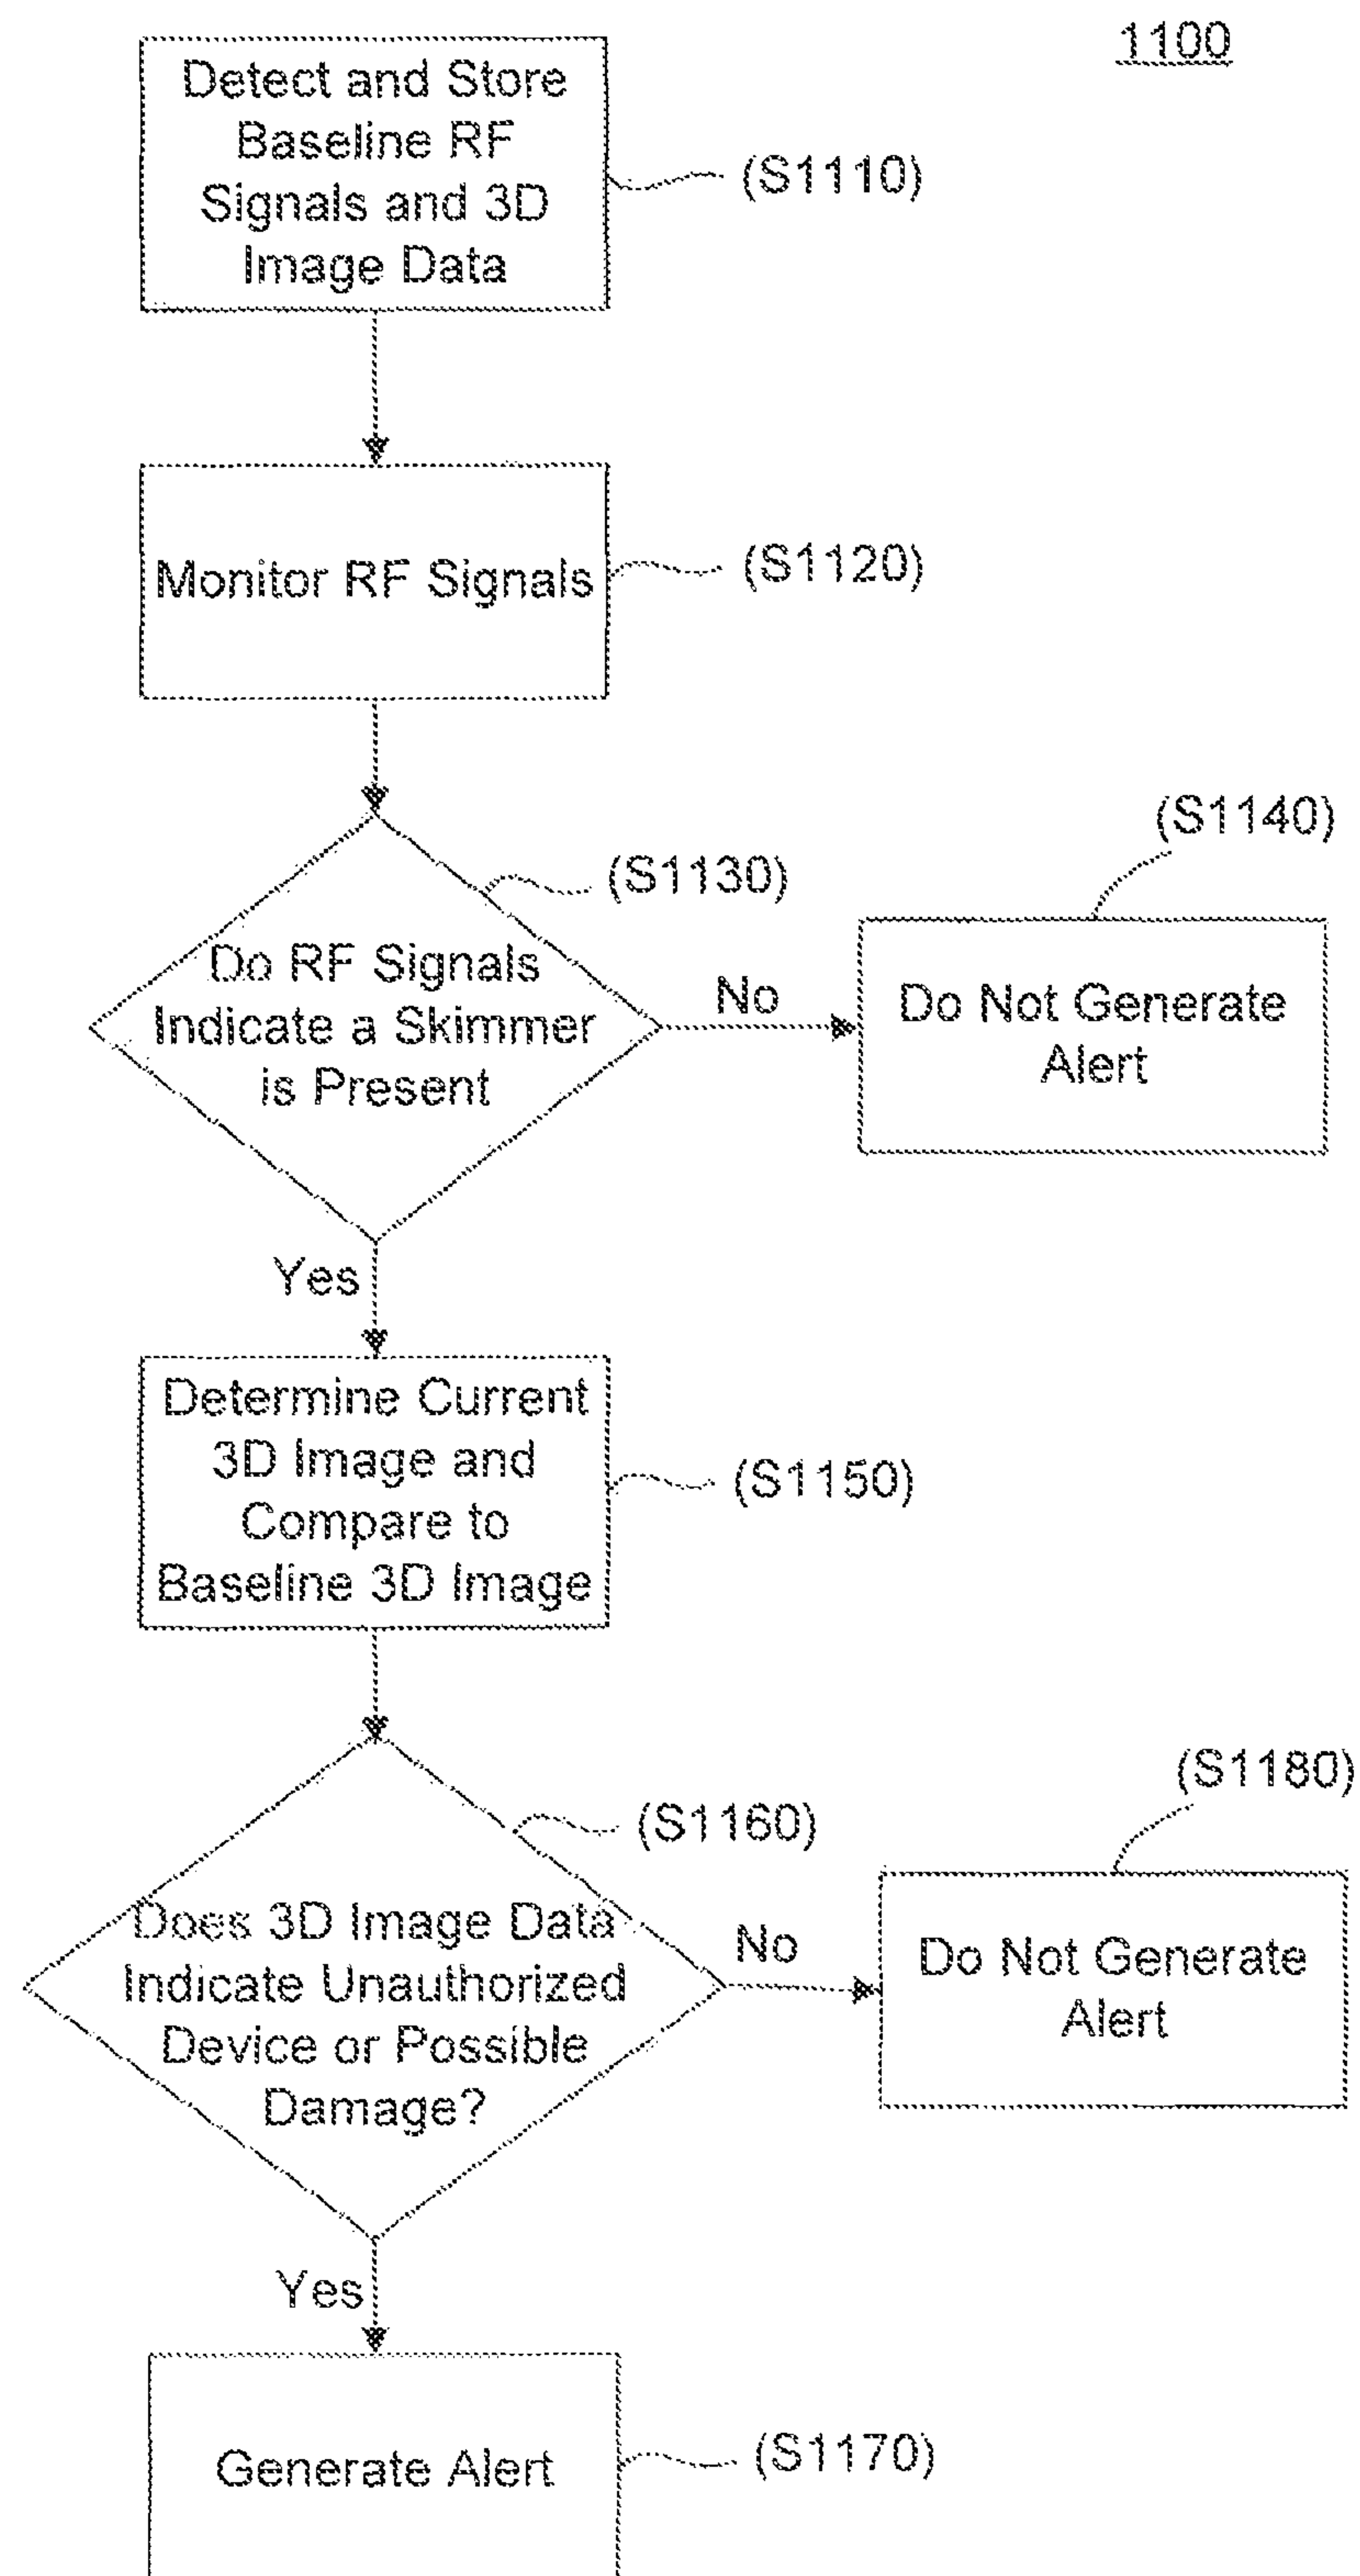 1100
Detect and Store
Baseline RF
Signals and 3D
Image Data
(S1110)
Monitor RF Signals
(S1120)
(S1130)
Do RF Signals
Indicate a Skimmer
is Present
No
(S1140)
Do Not Generate
Alert
Yes
Determine Current
3D Image and
Compare to
Baseline 3D Image
(S1150)
(S1160)
Does 3D Image Data
Indicate Unauthorized
Device or Possible
Damage?
No
(S1180)
Do Not Generate
Alert
Yes
Generate Alert
(S1170)